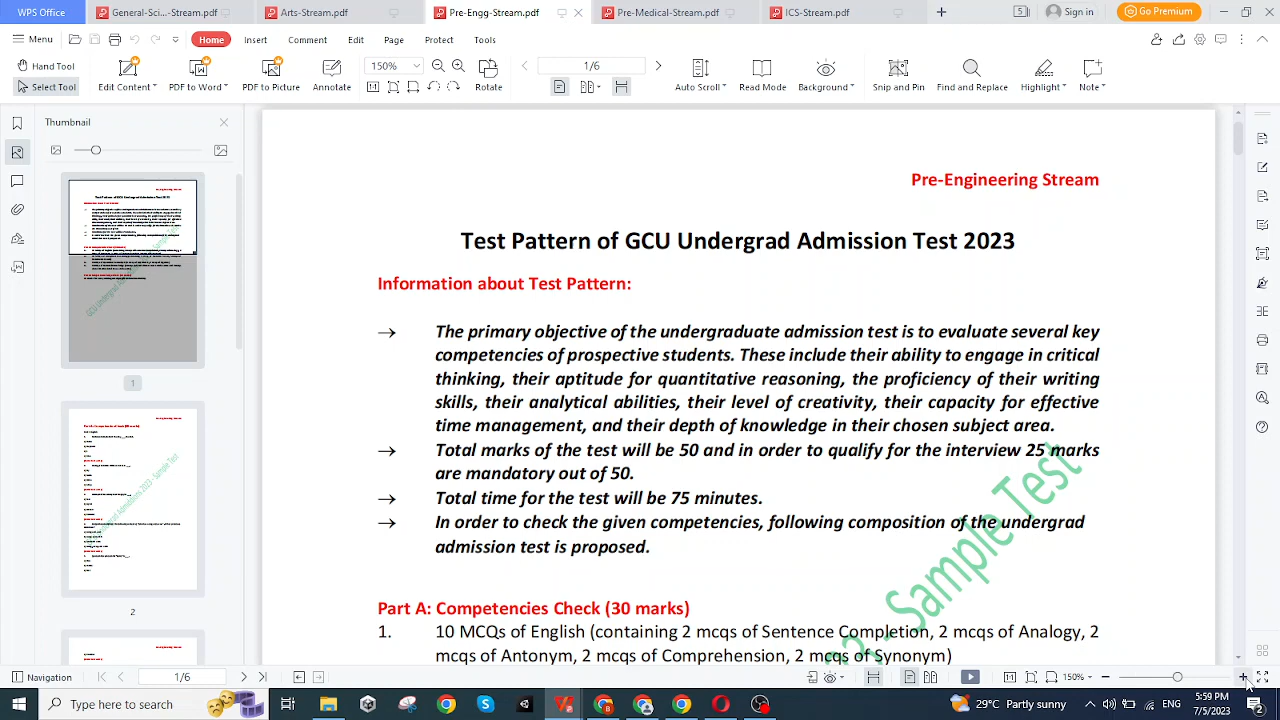 WPS Office General-S...ream.pdf Arts-Stream.pdf Pre-Eng-Stream.pdf Pre-Medical-Stream.pdf ICS-Stream.pdf Sign in Go Premium
Menu Home Insert Comment Edit Page Protect Tools
Hand Tool 150% 1/6
Select Tool Edit Content PDF to Word PDF to Picture Annotate Rotate Auto Scroll Read Mode Background Snip and Pin Find and Replace Highlight Note
Thumbnail
1
2
Pre-Engineering Stream
Test Pattern of GCU Undergrad Admission Test 2023
Information about Test Pattern:
→ The primary objective of the undergraduate admission test is to evaluate several key
competencies of prospective students. These include their ability to engage in critical
thinking, their aptitude for quantitative reasoning, the proficiency of their writing
skills, their analytical abilities, their level of creativity, their capacity for effective
time management, and their depth of knowledge in their chosen subject area.
→ Total marks of the test will be 50 and in order to qualify for the interview 25 marks
are mandatory out of 50.
→ Total time for the test will be 75 minutes.
→ In order to check the given competencies, following composition of the undergrad
admission test is proposed.
Part A: Competencies Check (30 marks)
1. 10 MCQs of English (containing 2 mcqs of Sentence Completion, 2 mcqs of Analogy, 2
mcqs of Antonym, 2 mcqs of Comprehension, 2 mcqs of Synonym)
- Sample Test
Navigation 1/6 150%
Type here to search 29°C Partly sunny ENG 5:59 PM
7/5/2023